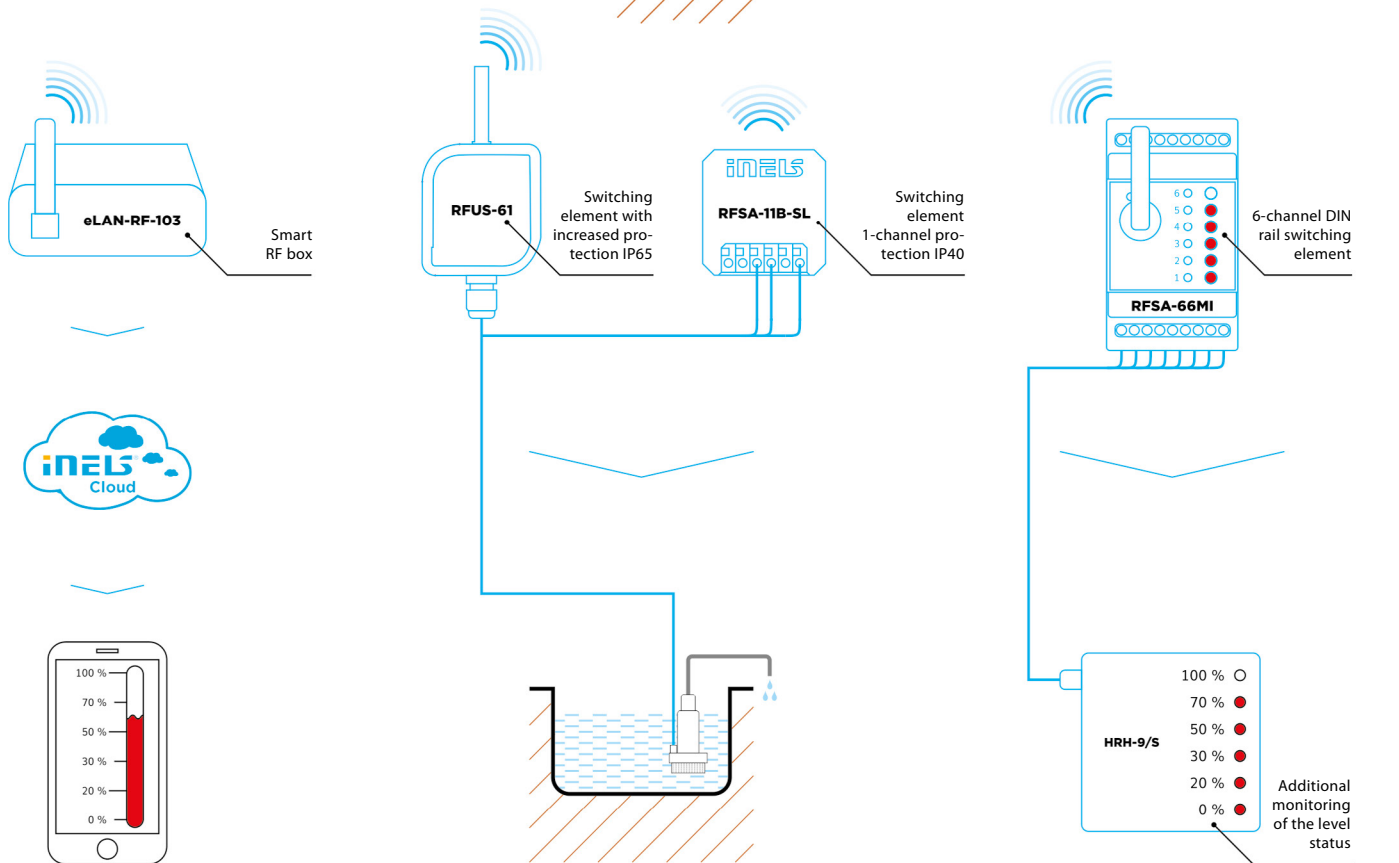 eLAN-RF-103
Smart
RF box
RFUS-61
Switching
element with
increased pro-
tection IP65
iNELS
RFSA-11B-SL
Switching
element
1-channel pro-
tection IP40
6
5
4
3
2
1
RFSA-66MI
6-channel DIN
rail switching
element
iNELS
Cloud
100 %
70 %
50 %
30 %
20 %
0 %
HRH-9/S
100 %
70 %
50 %
30 %
20 %
0 %
Additional
monitoring
of the level
status